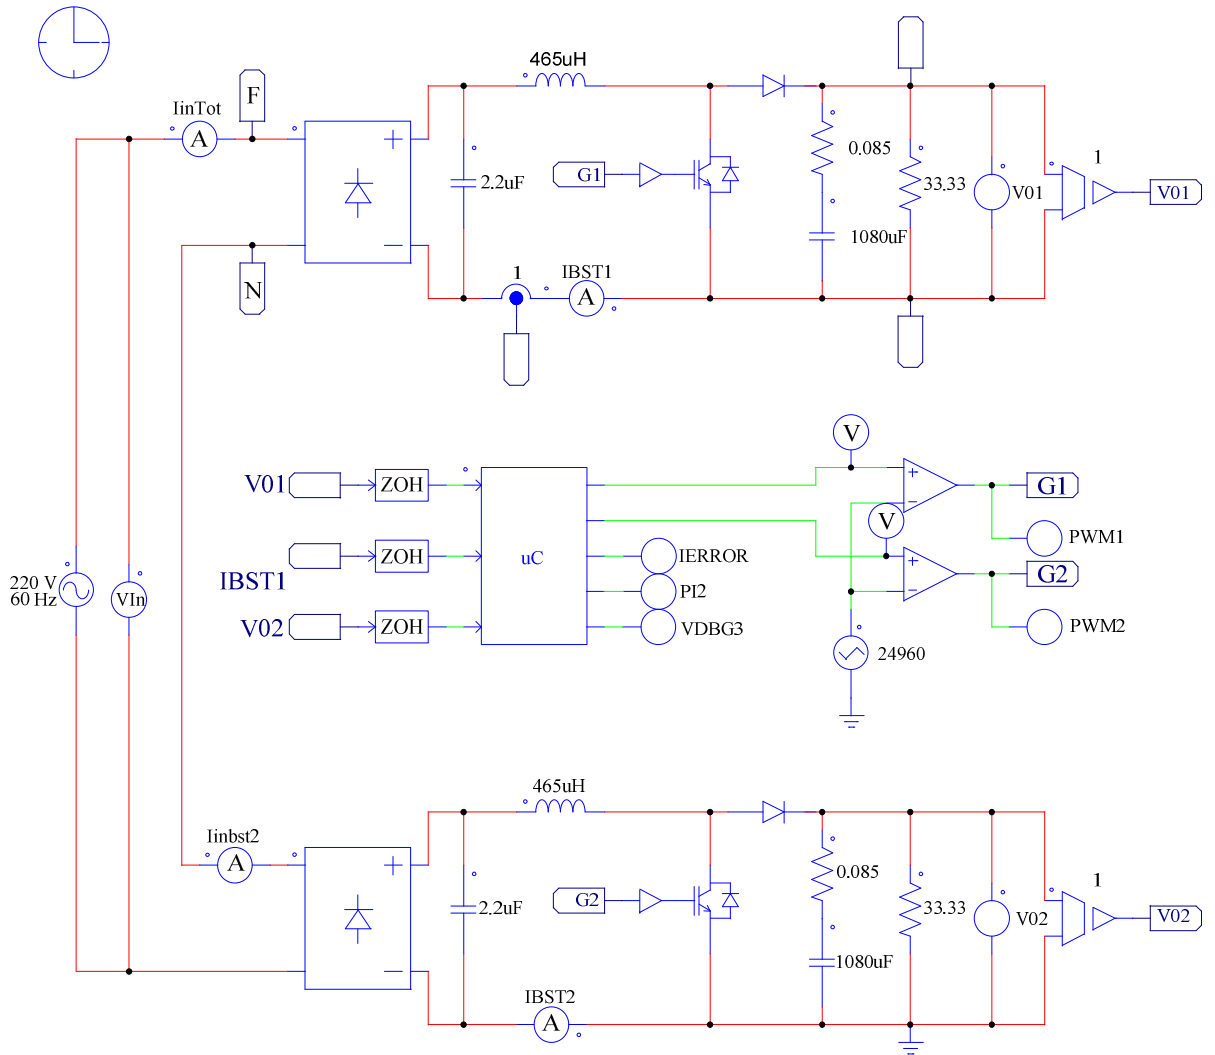 465uH
F
IinTot
A
+
−
2.2uF
G1
0.085
1080uF
33.33
V01
1
V01
N
1
IBST1
A
V
V01
ZOH
+
−
G1
V
PWM1
uC
ZOH
IBST1
IERROR
+
−
G2
PI2
220 V
60 Hz
VIn
V02
ZOH
VDBG3
PWM2
24960
465uH
Iinbst2
A
+
−
2.2uF
G2
0.085
1080uF
33.33
V02
1
V02
IBST2
A